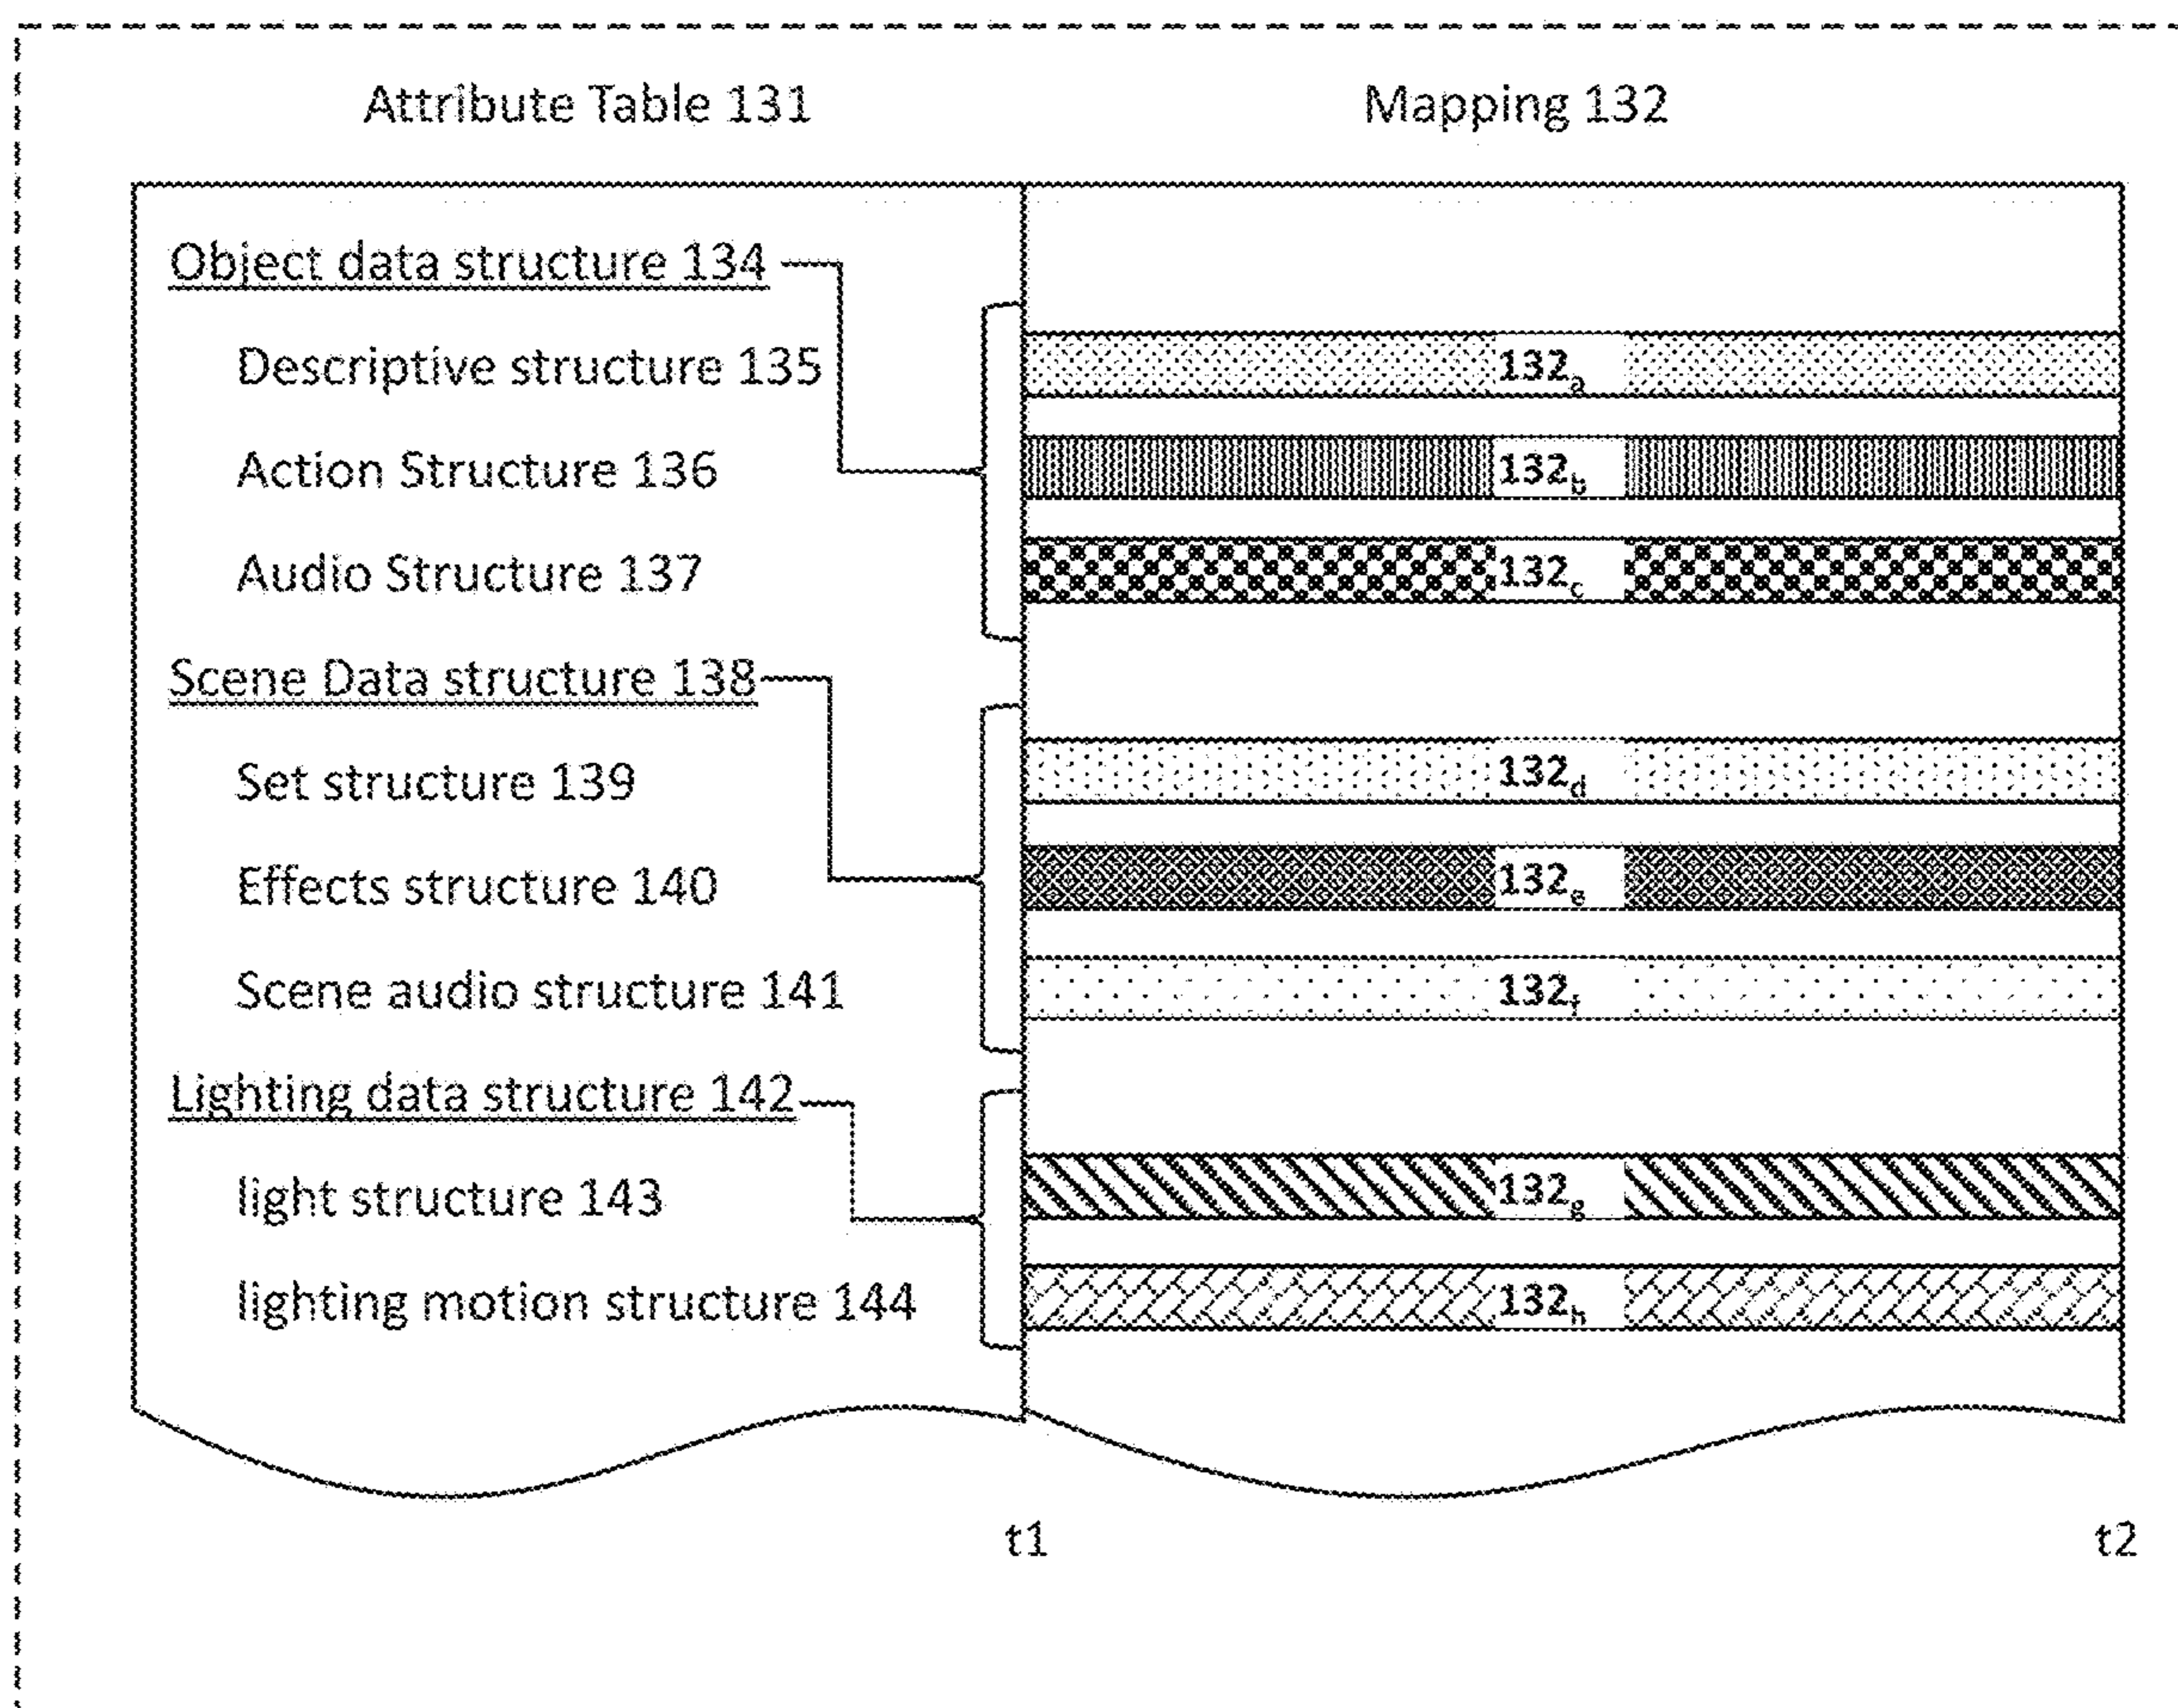 Attribute Table 131
Mapping 132
Object data structure 134
Descriptive structure 135
132a
Action Structure 136
132b
Audio Structure 137
132c
Scene Data structure 138
Set structure 139
132d
Effects structure 140
132e
Scene audio structure 141
132f
Lighting data structure 142
light structure 143
132g
lighting motion structure 144
132h
t1
t2